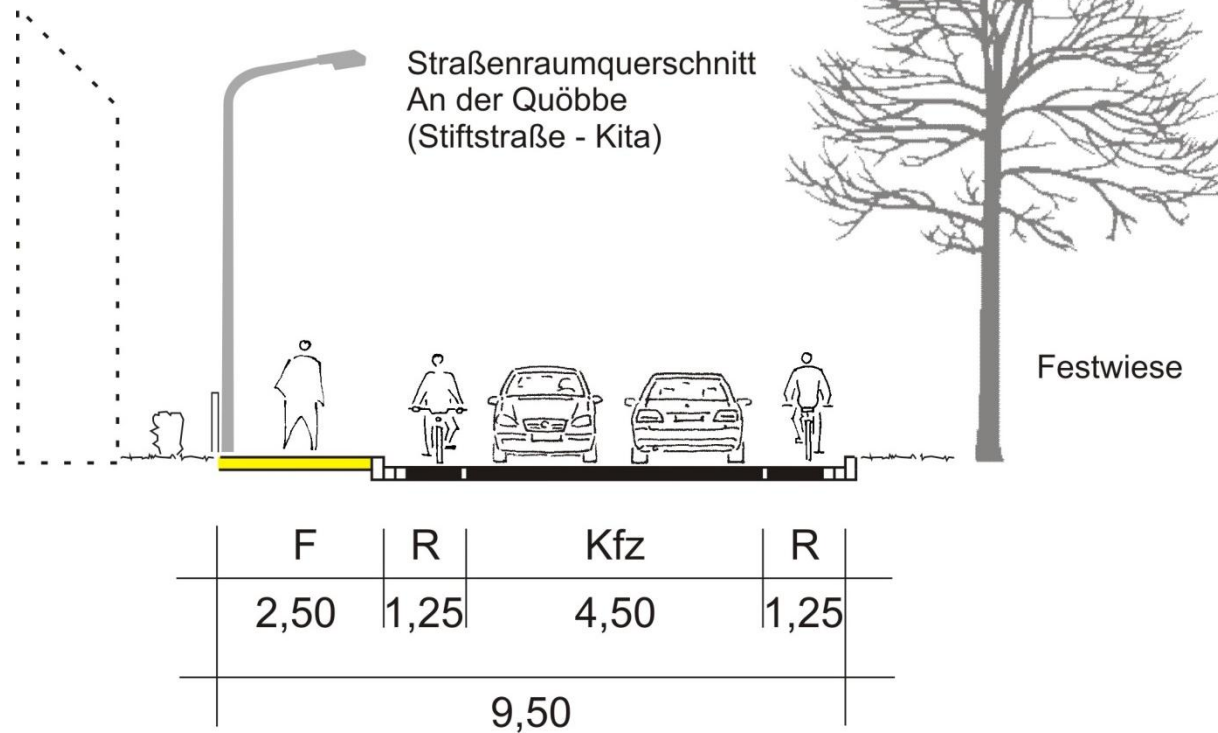 Straßenraumquerschnitt
An der Quöbbe
(Stiftstraße - Kita)
Festwiese
F R Kfz R
2,50 1,25 4,50 1,25
9,50